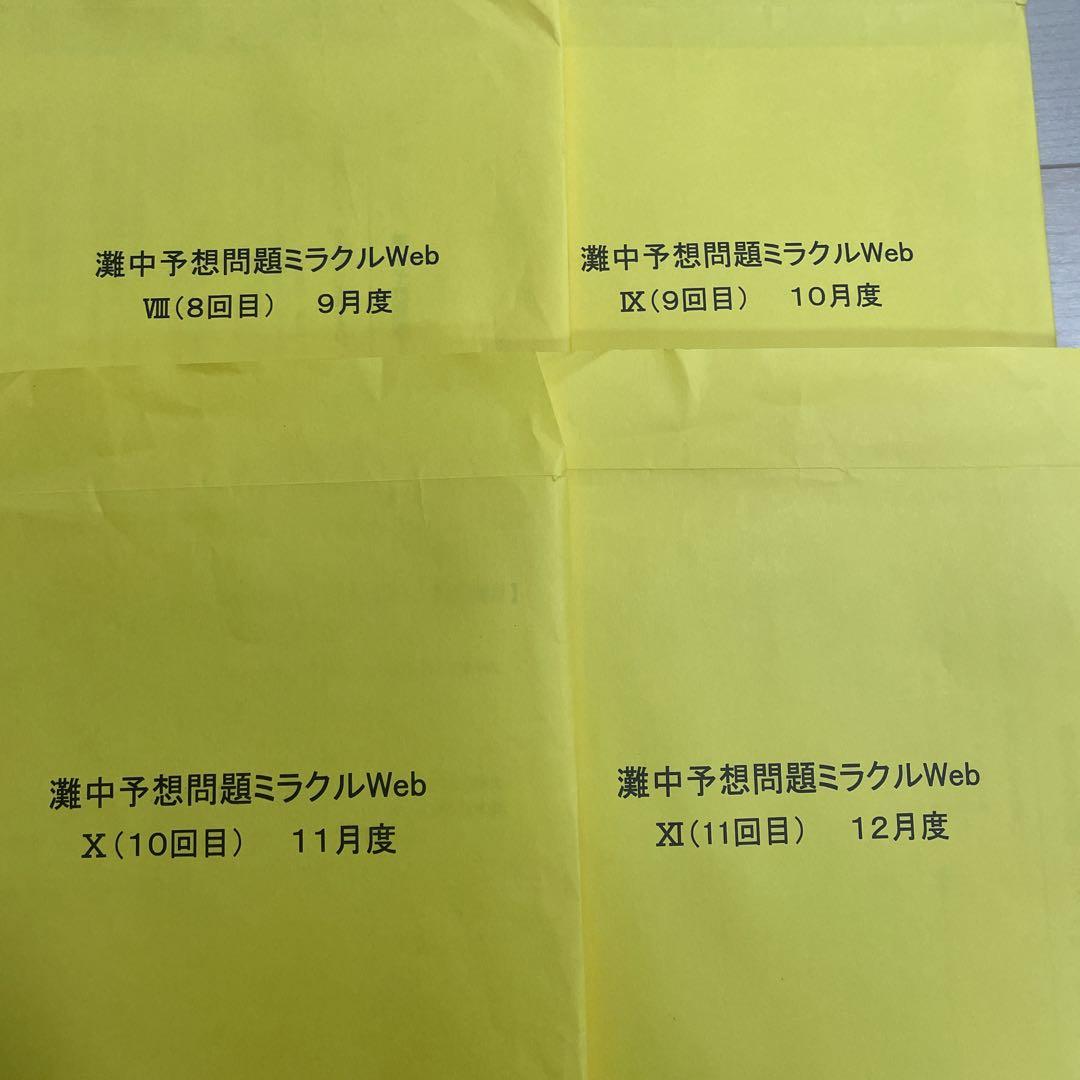 灘中予想問題ミラクルWeb
Ⅷ(8回目)　9月度
灘中予想問題ミラクルWeb
Ⅸ(9回目)　10月度
灘中予想問題ミラクルWeb
Ⅹ(10回目)　11月度
灘中予想問題ミラクルWeb
Ⅺ(11回目)　12月度